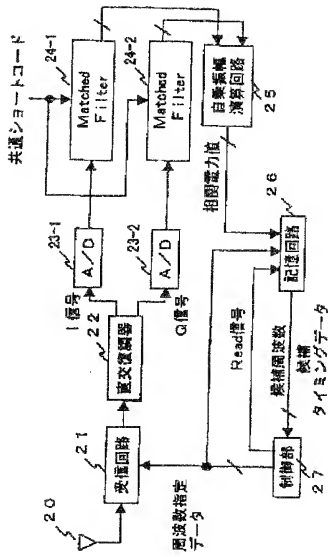 共通ショートコード
24-1
Matched
Filter
24-2
Matched
Filter
自乗振幅
演算回路
25
相関電力値
23-1
A/D
23-2
A/D
I信号
Q信号
22
直交復調器
26
記憶回路
Read信号
候補周波数
候補
タイミングデータ
20
21
受信回路
周波数指定
データ
制御部
27